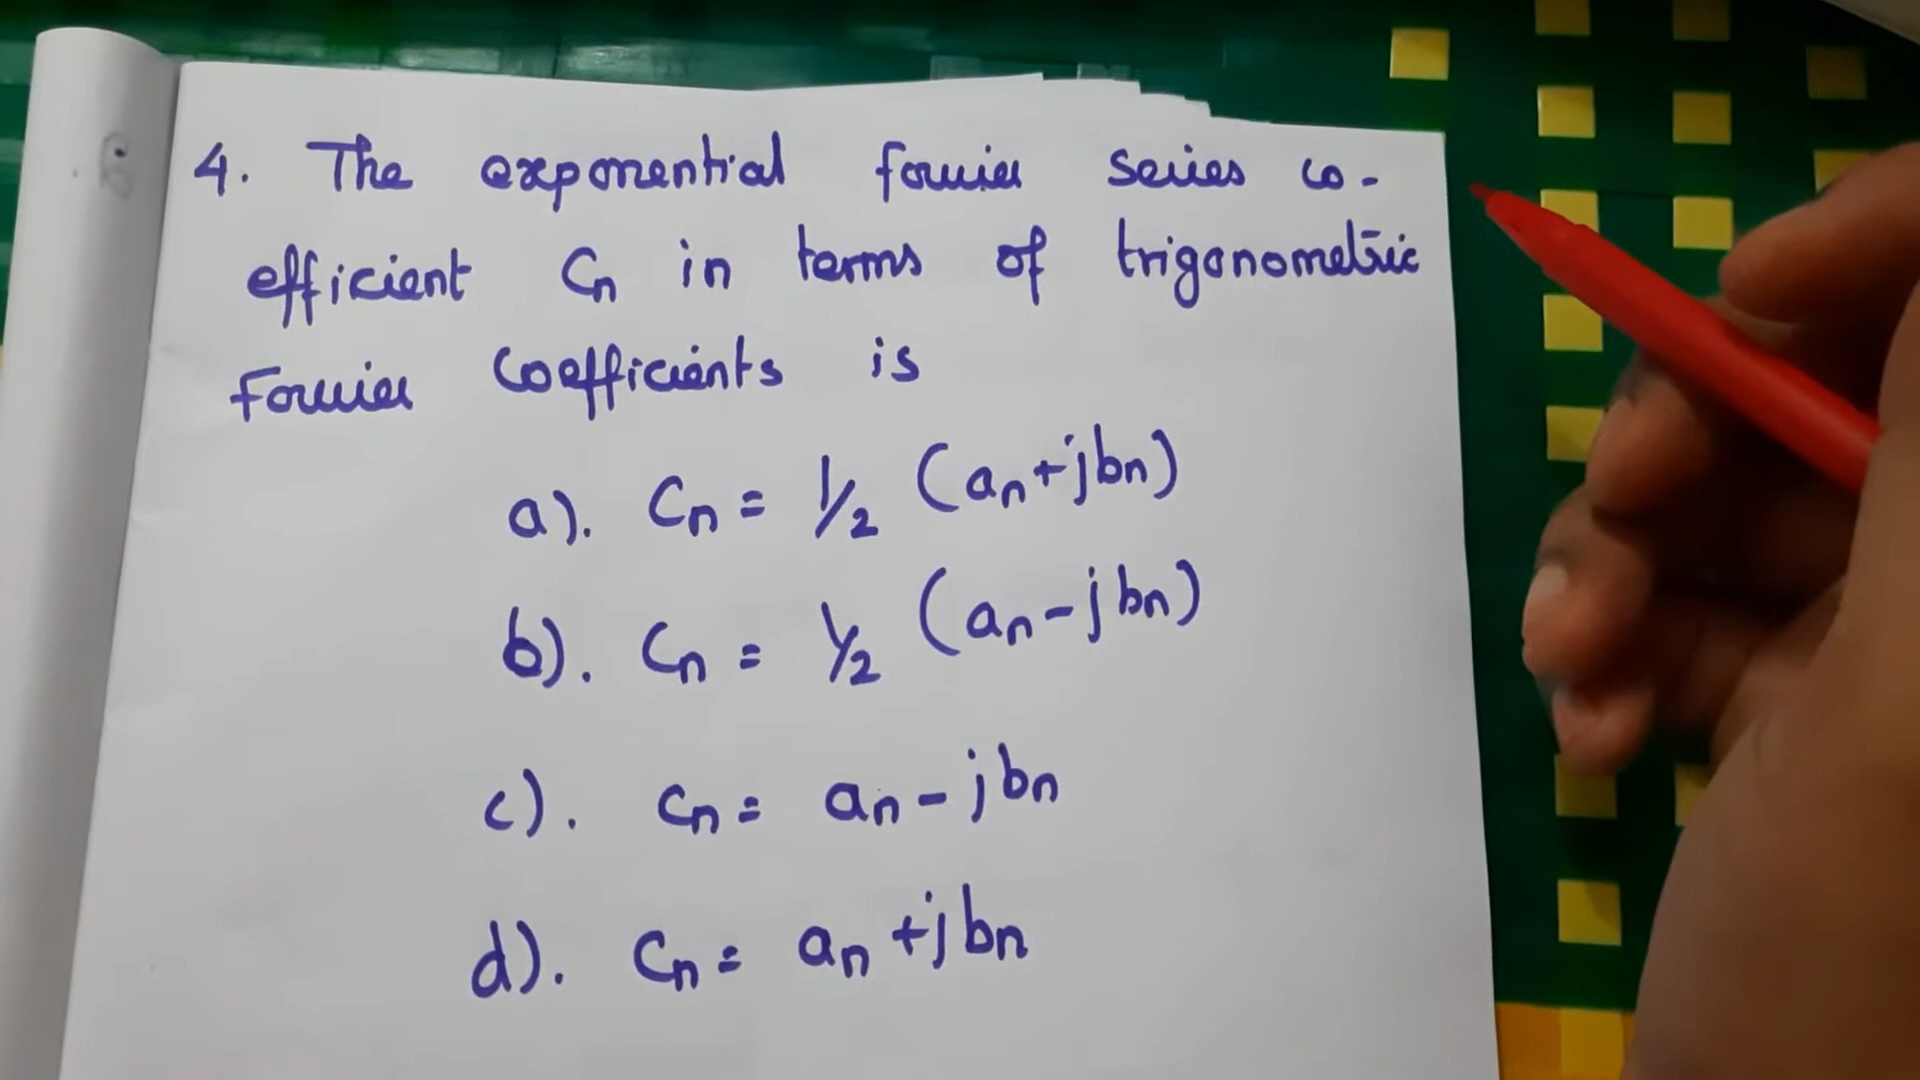 4. The exponential fourier series co-
efficient Cn in terms of trigonometric
Fourier Coefficients is
a). Cn = 1/2 (an+jbn)
b). Cn = 1/2 (an-jbn)
c). Cn = an-jbn
d). Cn = an+jbn